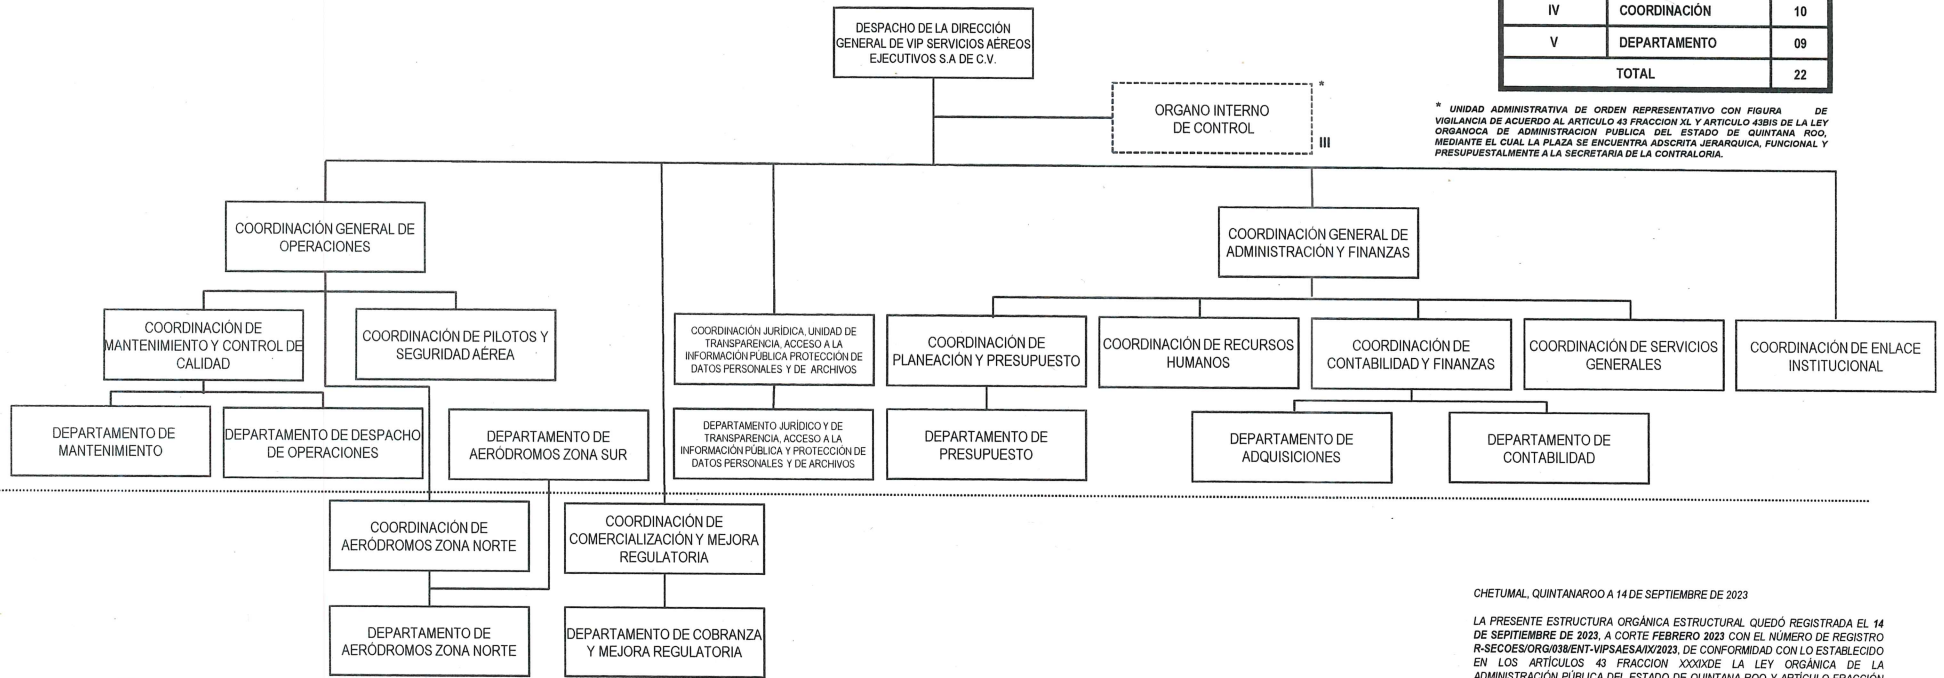 DESPACHO DE LA DIRECCIÓN
GENERAL DE VIP SERVICIOS AÉREOS
EJECUTIVOS S.A DE C.V.
IV COORDINACIÓN 10
V DEPARTAMENTO 09
TOTAL 22
ORGANO INTERNO
DE CONTROL
*
III
* UNIDAD ADMINISTRATIVA DE ORDEN REPRESENTATIVO CON FIGURA DE
VIGILANCIA DE ACUERDO AL ARTICULO 43 FRACCION XL Y ARTICULO 43BIS DE LA LEY
ORGANOCA DE ADMINISTRACION PUBLICA DEL ESTADO DE QUINTANA ROO,
MEDIANTE EL CUAL LA PLAZA SE ENCUENTRA ADSCRITA JERARQUICA, FUNCIONAL Y
PRESUPUESTALMENTE A LA SECRETARIA DE LA CONTRALORIA.
COORDINACIÓN GENERAL DE
OPERACIONES
COORDINACIÓN GENERAL DE
ADMINISTRACIÓN Y FINANZAS
COORDINACIÓN DE
MANTENIMIENTO Y CONTROL DE
CALIDAD
COORDINACIÓN DE PILOTOS Y
SEGURIDAD AÉREA
COORDINACIÓN JURÍDICA, UNIDAD DE
TRANSPARENCIA, ACCESO A LA
INFORMACIÓN PÚBLICA PROTECCIÓN DE
DATOS PERSONALES Y DE ARCHIVOS
COORDINACIÓN DE
PLANEACIÓN Y PRESUPUESTO
COORDINACIÓN DE RECURSOS
HUMANOS
COORDINACIÓN DE
CONTABILIDAD Y FINANZAS
COORDINACIÓN DE SERVICIOS
GENERALES
COORDINACIÓN DE ENLACE
INSTITUCIONAL
DEPARTAMENTO DE
MANTENIMIENTO
DEPARTAMENTO DE DESPACHO
DE OPERACIONES
DEPARTAMENTO DE
AERÓDROMOS ZONA SUR
DEPARTAMENTO JURÍDICO Y DE
TRANSPARENCIA, ACCESO A LA
INFORMACIÓN PÚBLICA Y PROTECCIÓN DE
DATOS PERSONALES Y DE ARCHIVOS
DEPARTAMENTO DE
PRESUPUESTO
DEPARTAMENTO DE
ADQUISICIONES
DEPARTAMENTO DE
CONTABILIDAD
COORDINACIÓN DE
AERÓDROMOS ZONA NORTE
COORDINACIÓN DE
COMERCIALIZACIÓN Y MEJORA
REGULATORIA
DEPARTAMENTO DE
AERÓDROMOS ZONA NORTE
DEPARTAMENTO DE COBRANZA
Y MEJORA REGULATORIA
CHETUMAL, QUINTANAROO A 14 DE SEPTIEMBRE DE 2023
LA PRESENTE ESTRUCTURA ORGÁNICA ESTRUCTURAL QUEDÓ REGISTRADA EL 14
DE SEPITIEMBRE DE 2023, A CORTE FEBRERO 2023 CON EL NÚMERO DE REGISTRO
R-SECOES/ORG/038/ENT-VIPSAESA/IX/2023, DE CONFORMIDAD CON LO ESTABLECIDO
EN LOS ARTÍCULOS 43 FRACCION XXXIXDE LA LEY ORGÁNICA DE LA
ADMINISTRACIÓN PÚBLICA DEL ESTADO DE QUINTANA ROO Y ARTÍCULO FRACCIÓN